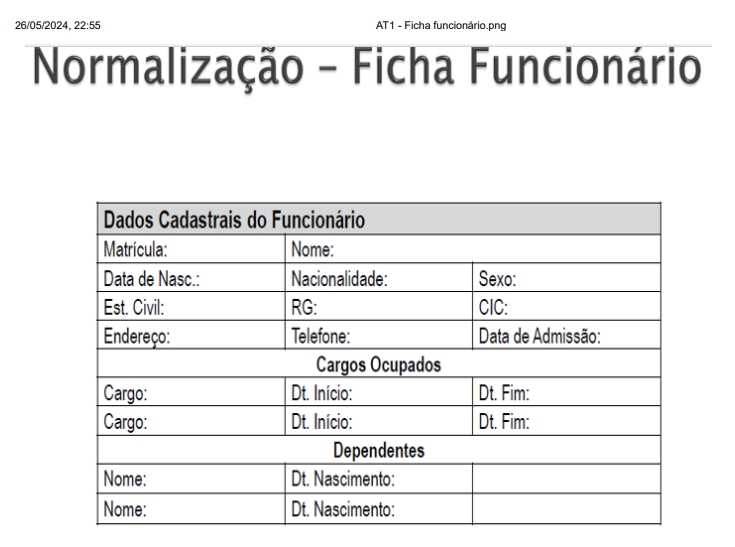 26/05/2024, 22:55 AT1 - Ficha funcionário.png
Normalização – Ficha Funcionário
Dados Cadastrais do Funcionário
Matrícula: Nome:
Data de Nasc.: Nacionalidade: Sexo:
Est. Civil: RG: CIC:
Endereço: Telefone: Data de Admissão:
Cargos Ocupados
Cargo: Dt. Início: Dt. Fim:
Cargo: Dt. Início: Dt. Fim:
Dependentes
Nome: Dt. Nascimento:
Nome: Dt. Nascimento: